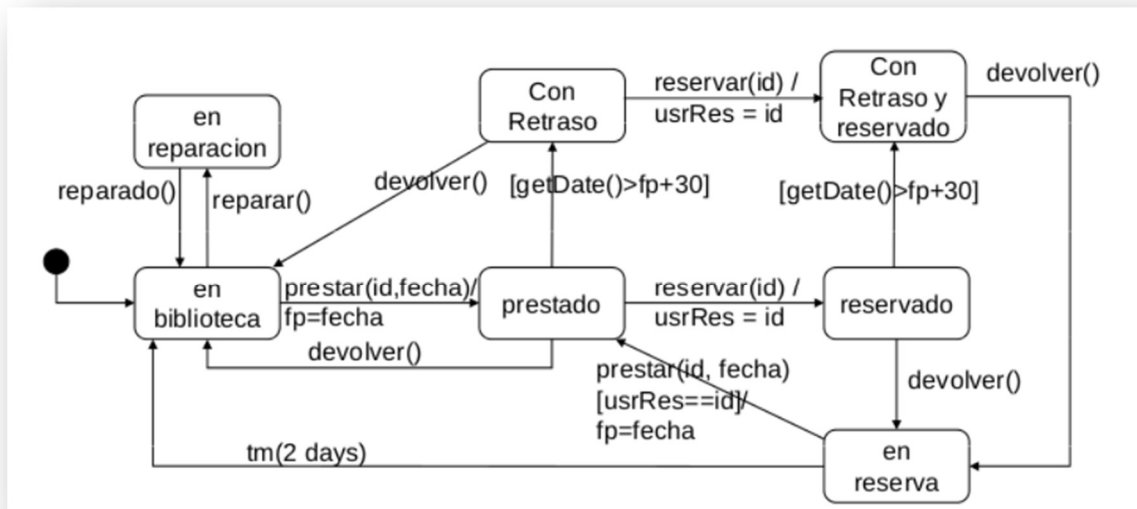 en
reparacion
Con
Retraso
reservar(id) /
usrRes = id
Con
Retraso y
reservado
devolver()
reparado()
reparar()
devolver()
[getDate()>fp+30]
[getDate()>fp+30]
en
biblioteca
prestar(id,fecha)/
fp=fecha
prestado
reservar(id) /
usrRes = id
reservado
devolver()
prestar(id, fecha)
[usrRes==id]/
fp=fecha
devolver()
tm(2 days)
en
reserva